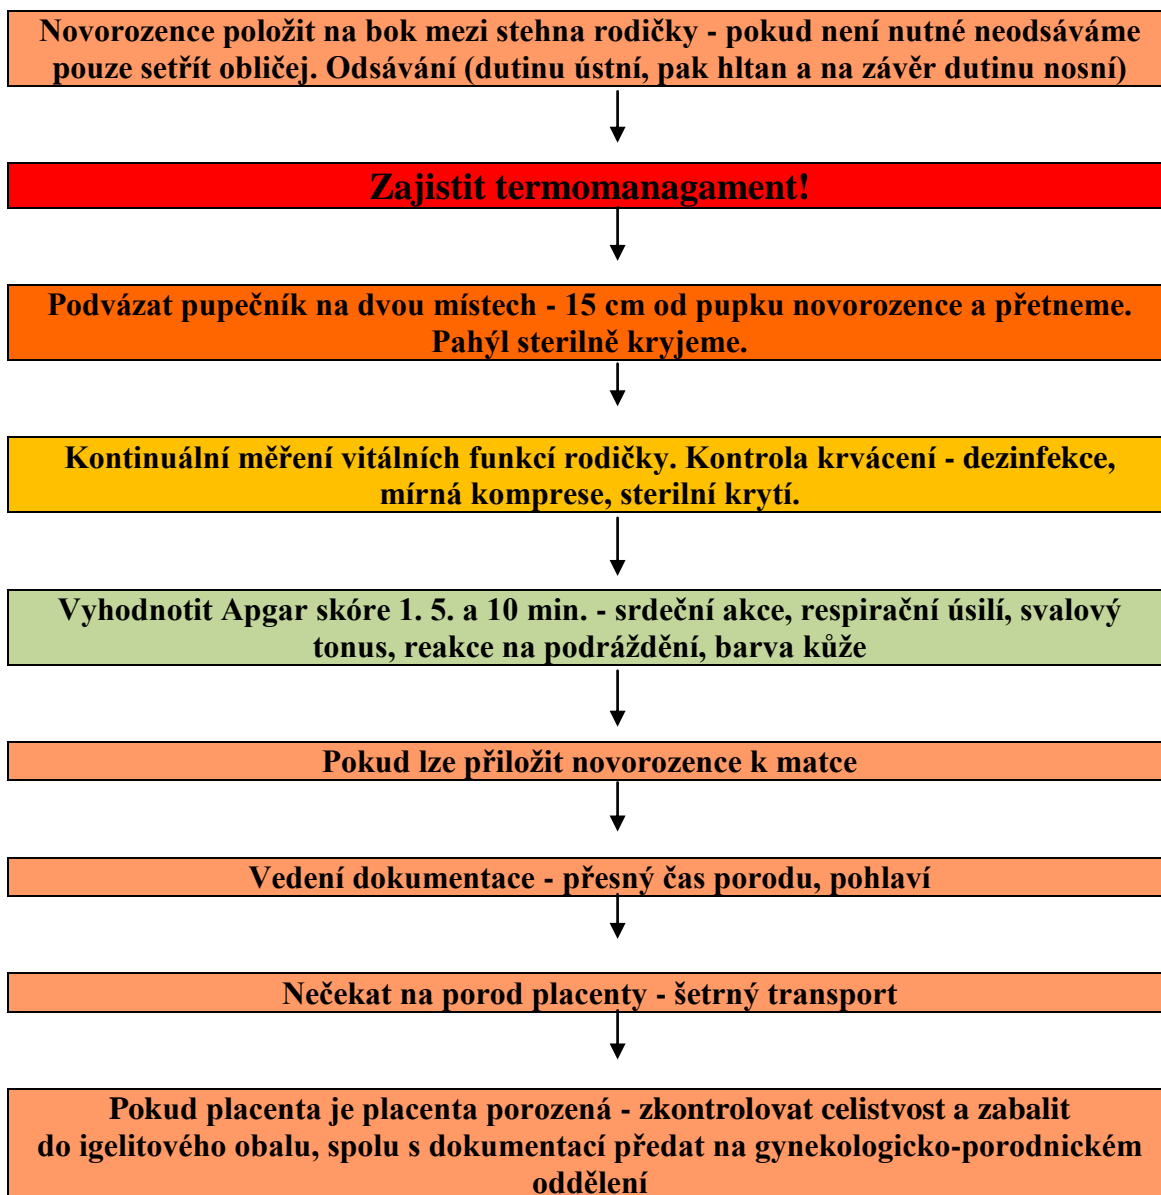 Novorozence položit na bok mezi stehna rodičky - pokud není nutné neodsáváme
pouze setřít obličej. Odsávání (dutinu ústní, pak hltan a na závěr dutinu nosní)
Zajistit termomanagament!
Podvázat pupečník na dvou místech - 15 cm od pupku novorozence a přetneme.
Pahýl sterilně kryjeme.
Kontinuální měření vitálních funkcí rodičky. Kontrola krvácení - dezinfekce,
mírná komprese, sterilní krytí.
Vyhodnotit Apgar skóre 1. 5. a 10 min. - srdeční akce, respirační úsilí, svalový
tonus, reakce na podráždění, barva kůže
Pokud lze přiložit novorozence k matce
Vedení dokumentace - přesný čas porodu, pohlaví
Nečekat na porod placenty - šetrný transport
Pokud placenta je placenta porozená - zkontrolovat celistvost a zabalit
do igelitového obalu, spolu s dokumentací předat na gynekologicko-porodnickém
oddělení